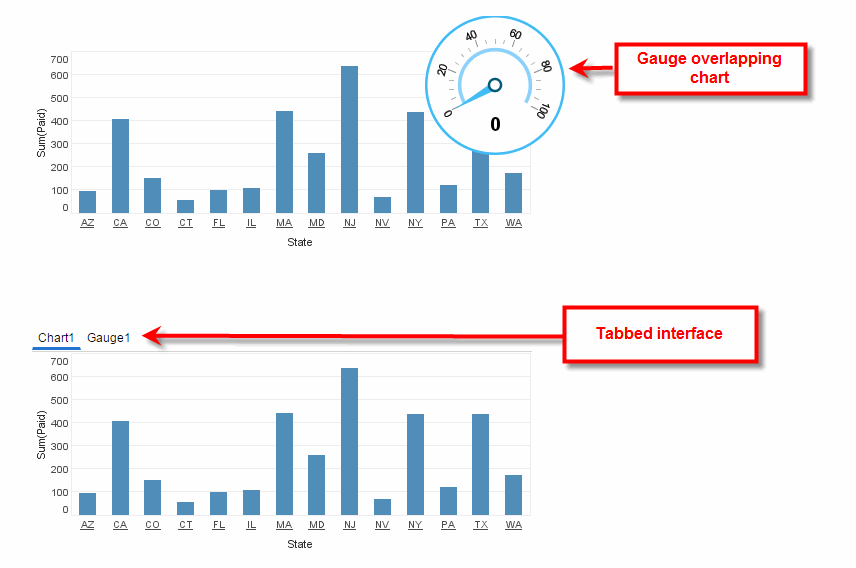 700
600
500
400
300
200
100
0
Sum(Paid)
AZ CA CO CT FL IL MA MD NJ NV NY PA TX WA
State
0 20 40 60 80 100
0
Gauge overlapping
chart
Chart1 Gauge1
Tabbed interface
700
600
500
400
300
200
100
0
Sum(Paid)
AZ CA CO CT FL IL MA MD NJ NV NY PA TX WA
State